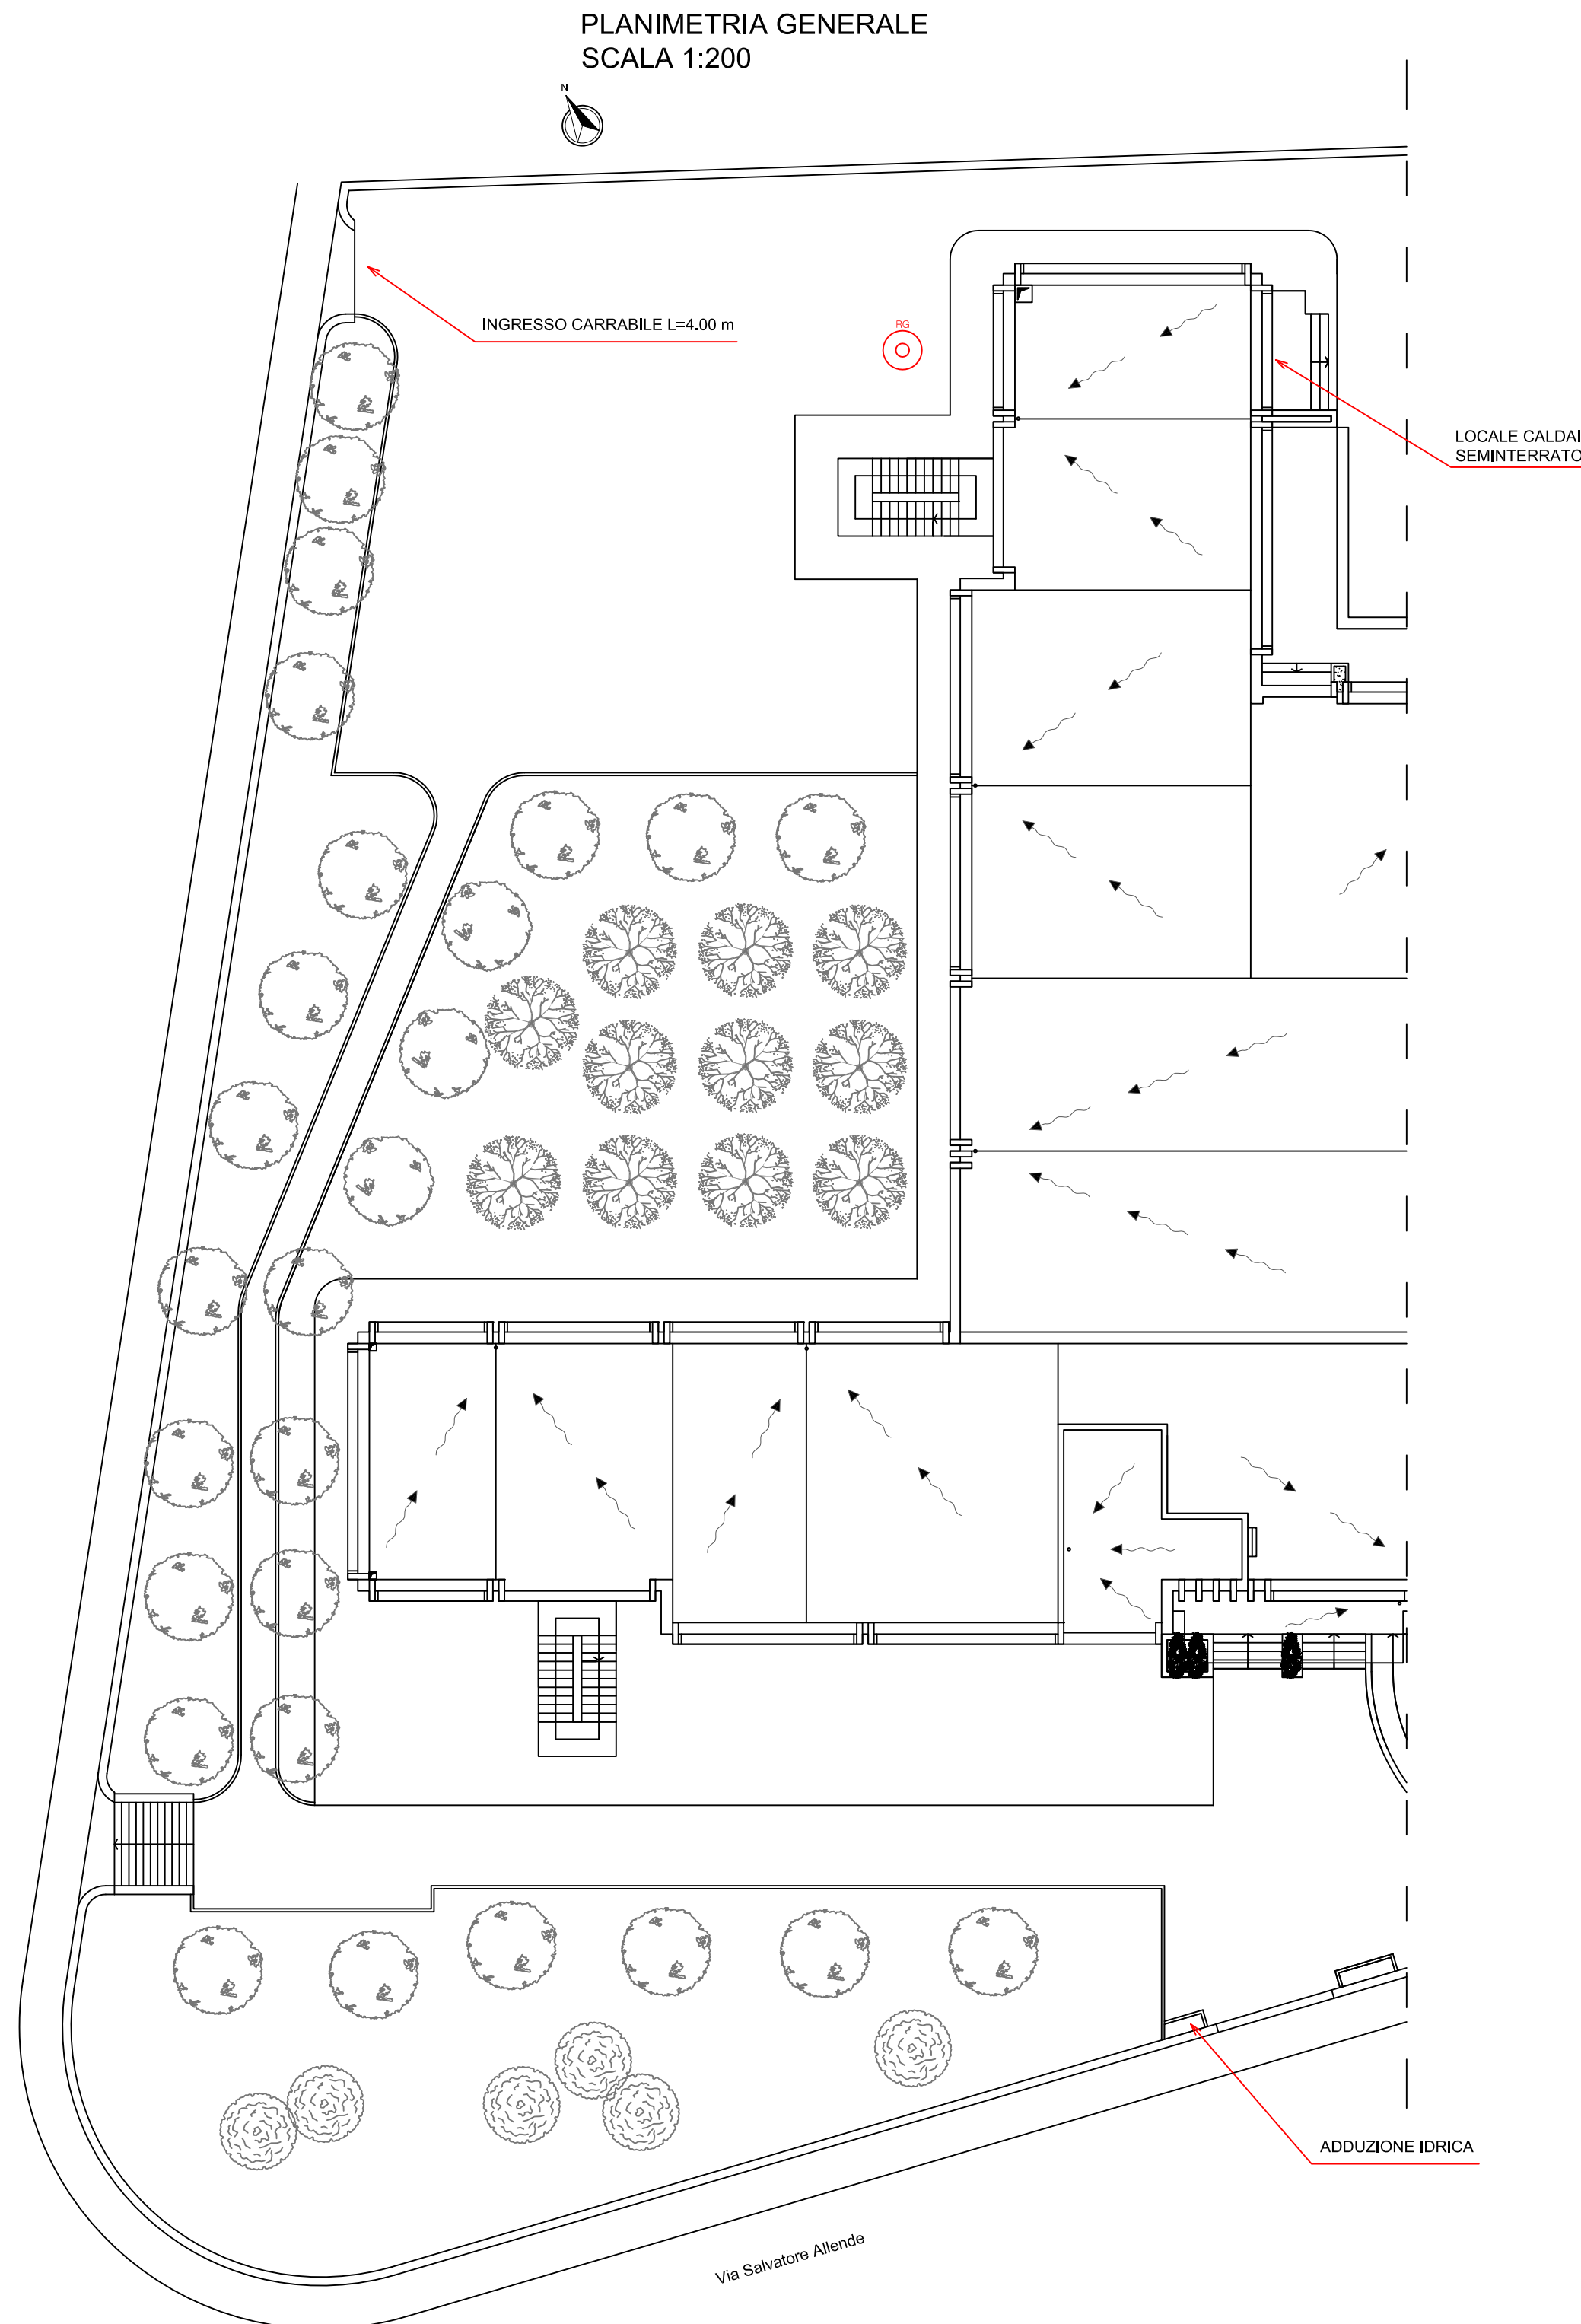 PLANIMETRIA GENERALE
SCALA 1:200
N
INGRESSO CARRABILE L=4.00 m
RG
LOCALE CALDAI
SEMINTERRATO
ADDUZIONE IDRICA
Via Salvatore Allende